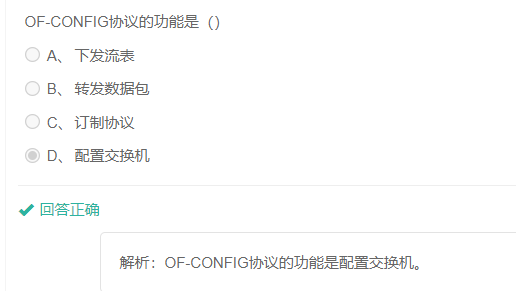 OF-CONFIG协议的功能是（）
A、 下发流表
B、 转发数据包
C、 订制协议
D、 配置交换机
回答正确
解析：OF-CONFIG协议的功能是配置交换机。